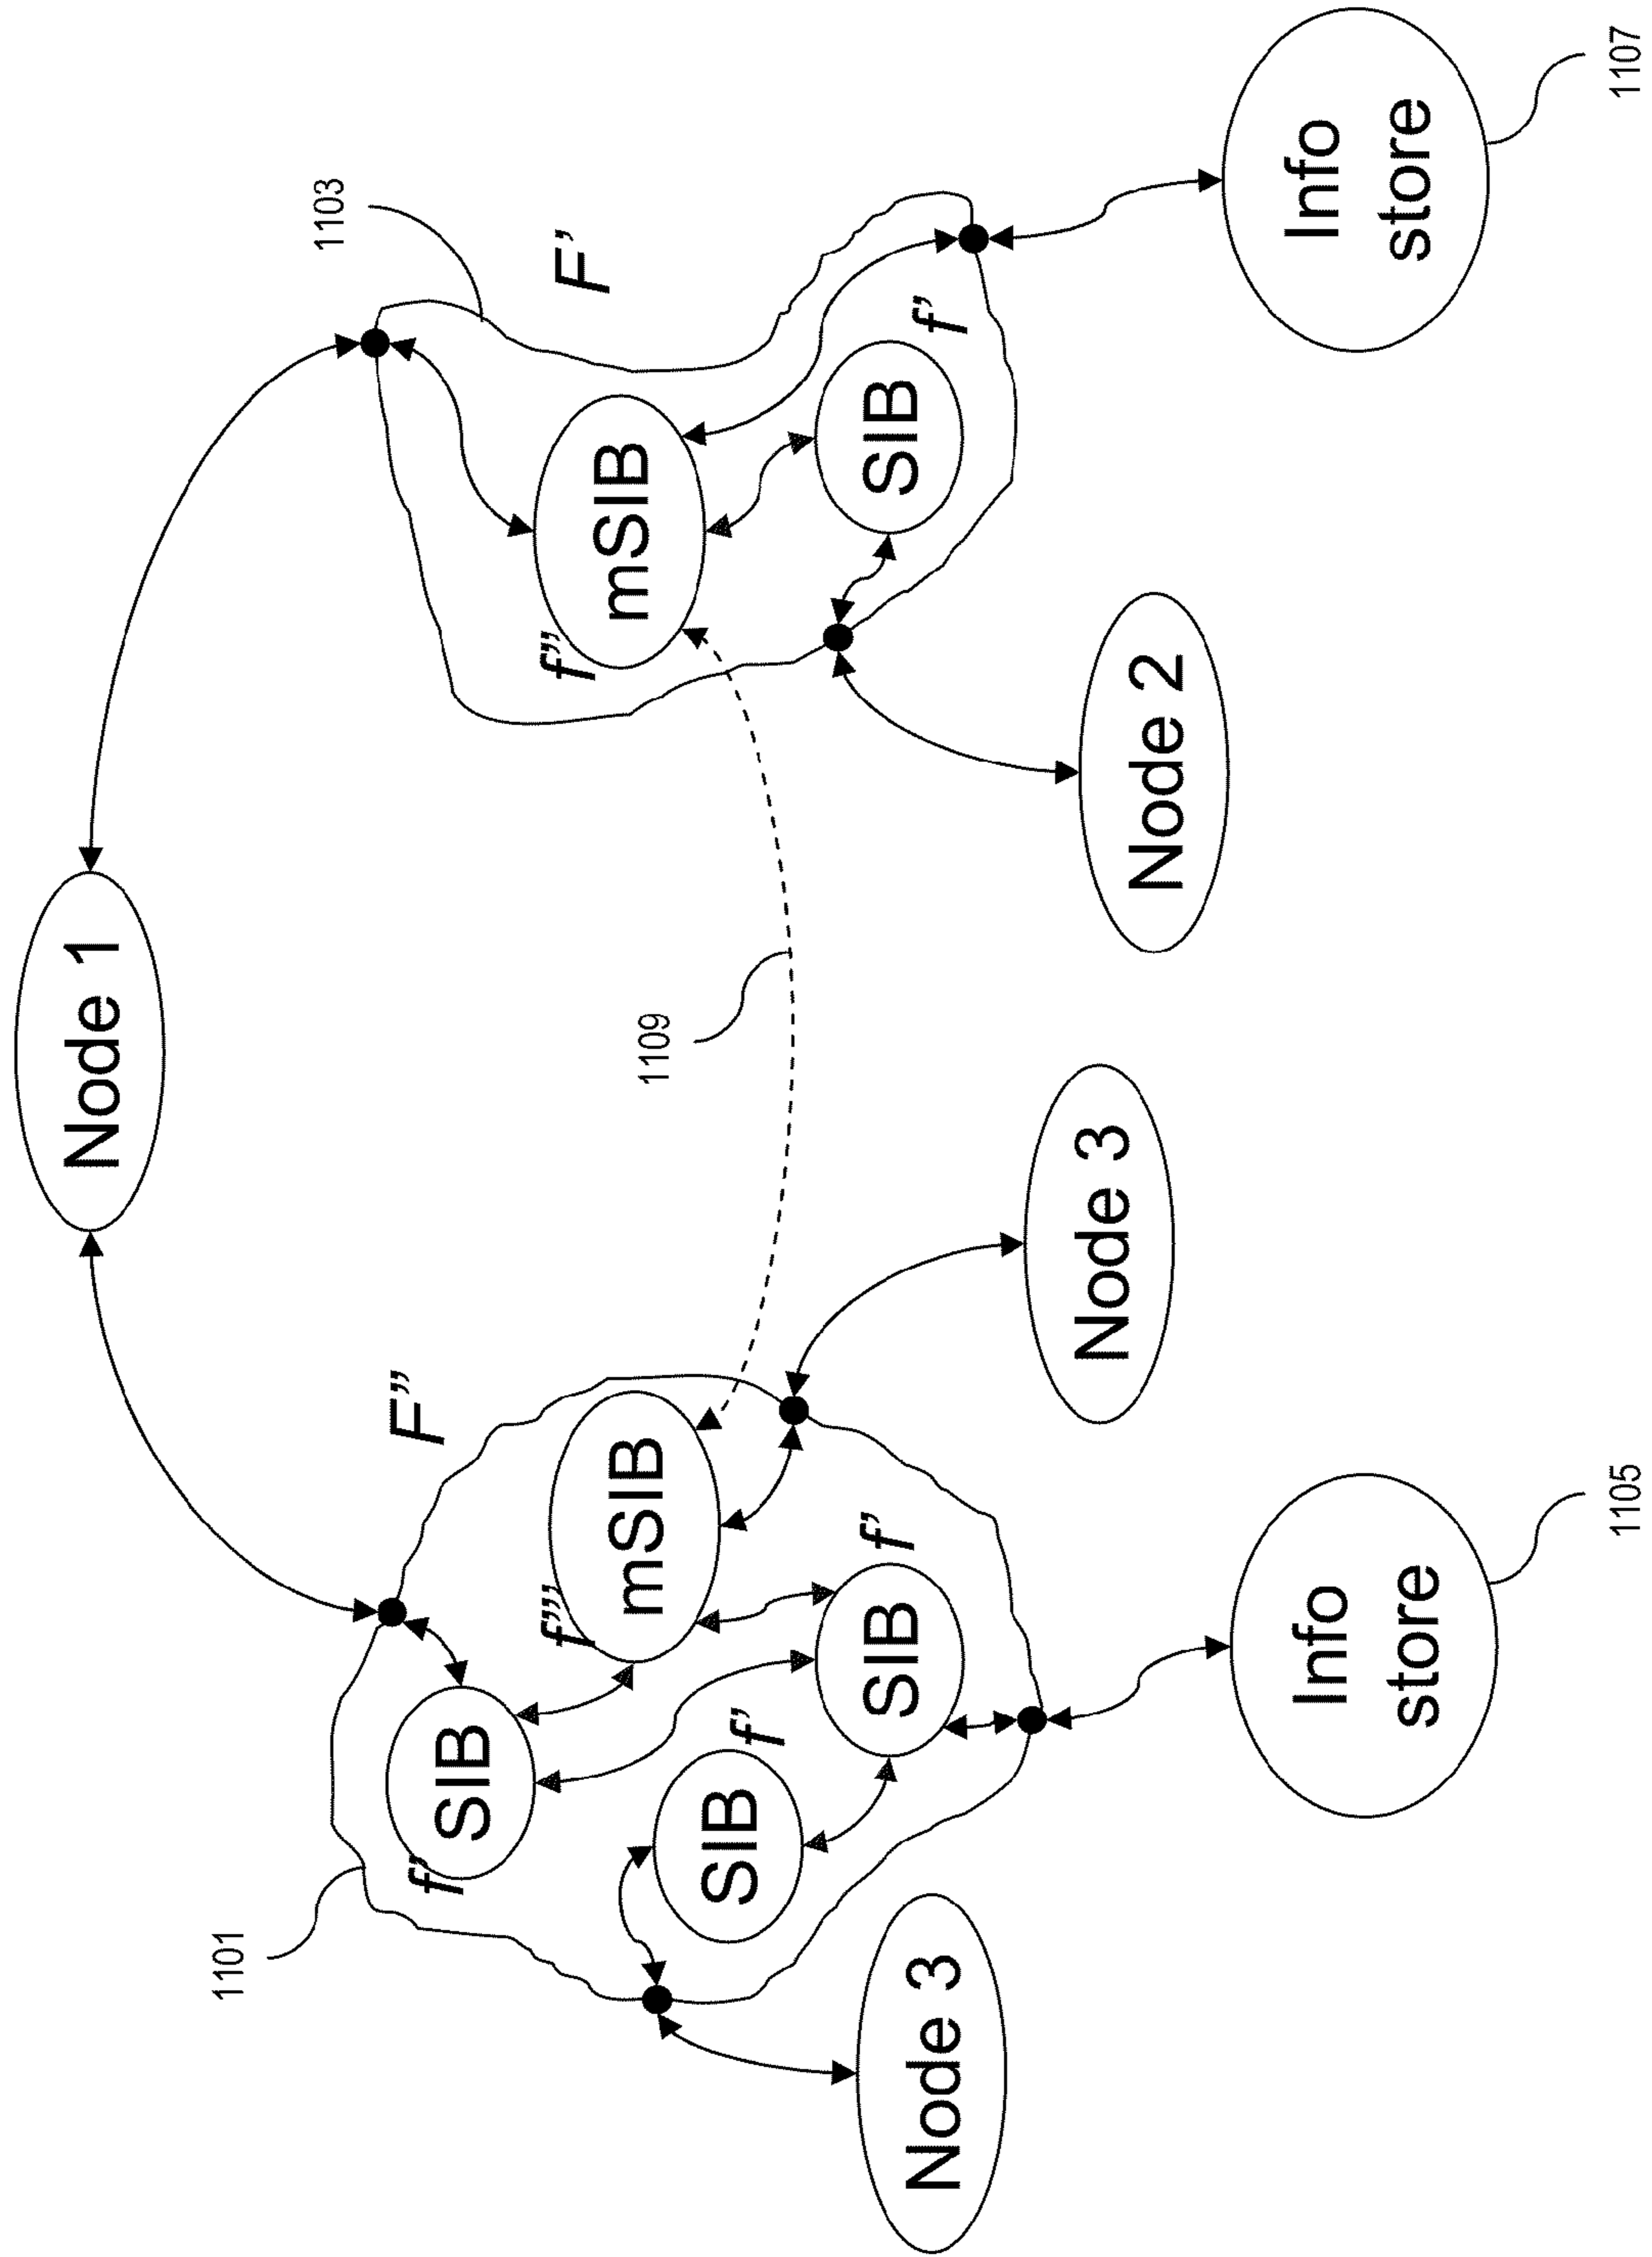 Node 1
1101
1103
F”
F’
f’
SIB
f’”
mSIB
1109
f”
mSIB
SIB
f’
SIB
f’
SIB
f’
Node 3
Node 3
Node 2
Info
store
1105
Info
store
1107